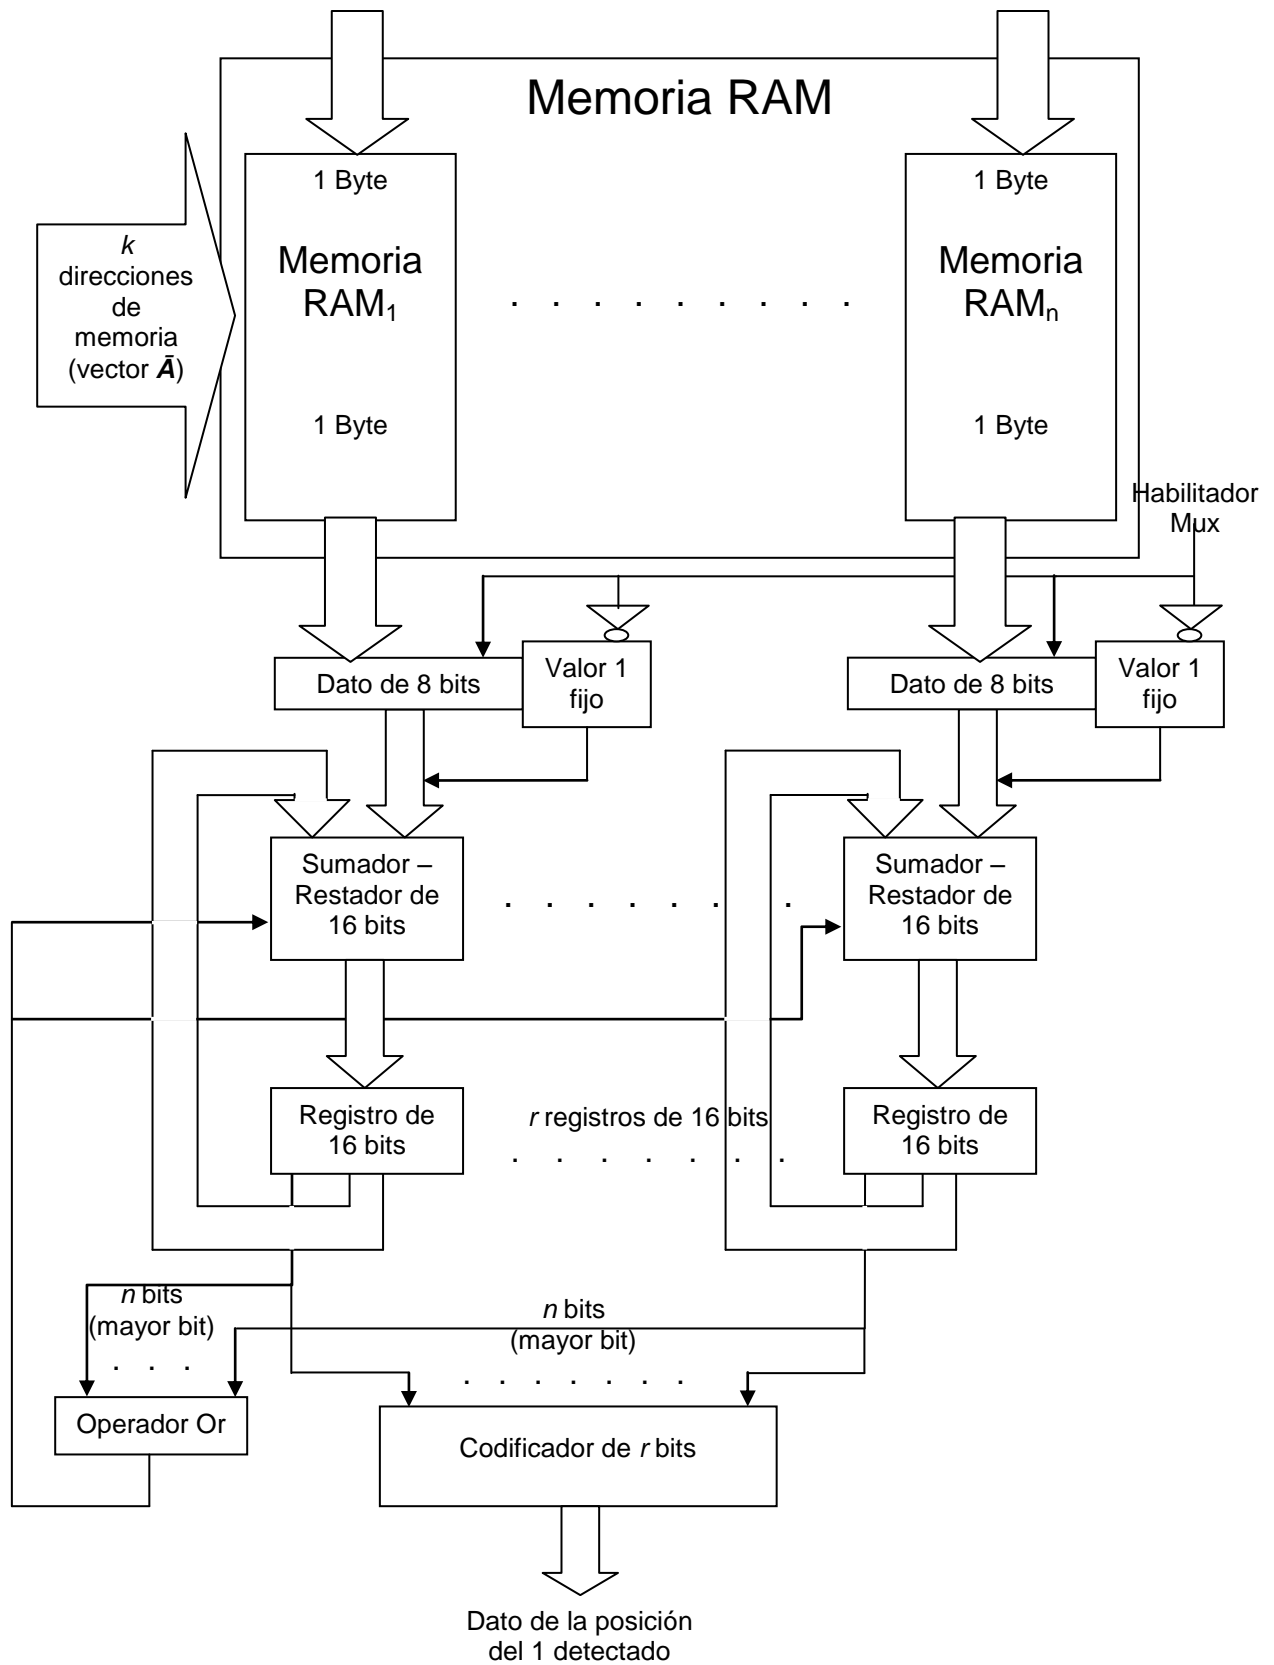 Memoria RAM
1 Byte
1 Byte
k
direcciones
de
memoria
(vector Ā)
Memoria
RAM1
Memoria
RAMn
. . . . . . . . .
1 Byte
1 Byte
Habilitador
Mux
Dato de 8 bits
Valor 1
fijo
Dato de 8 bits
Valor 1
fijo
Sumador –
Restador de
16 bits
. . . . . . .
Sumador –
Restador de
16 bits
Registro de
16 bits
r registros de 16 bits
. . . . . . .
Registro de
16 bits
n bits
(mayor bit)
. . .
n bits
(mayor bit)
. . . . . . .
Operador Or
Codificador de r bits
Dato de la posición
del 1 detectado